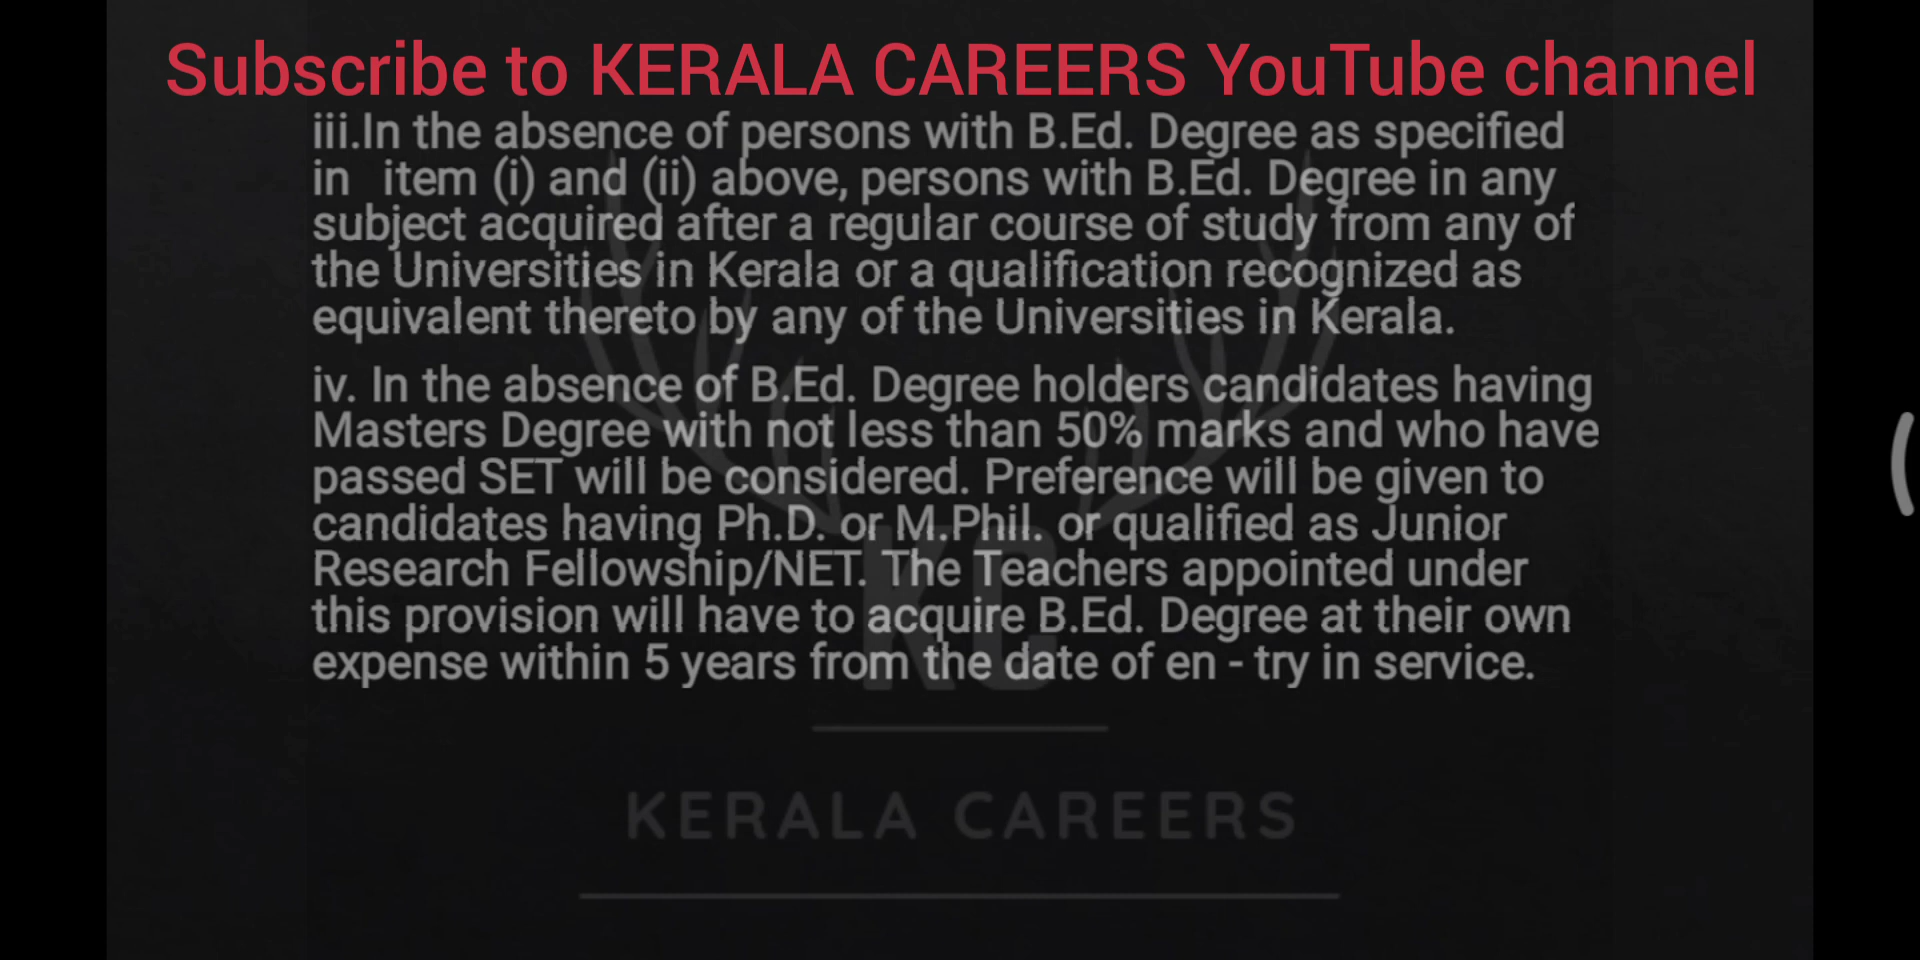 Subscribe to KERALA CAREERS YouTube channel
iii.In the absence of persons with B.Ed. Degree as specified
in item (i) and (ii) above, persons with B.Ed. Degree in any
subject acquired after a regular course of study from any of
the Universities in Kerala or a qualification recognized as
equivalent thereto by any of the Universities in Kerala.
iv. In the absence of B.Ed. Degree holders candidates having
Masters Degree with not less than 50% marks and who have
passed SET will be considered. Preference will be given to
candidates having Ph.D. or M.Phil. or qualified as Junior
Research Fellowship/NET. The Teachers appointed under
this provision will have to acquire B.Ed. Degree at their own
expense within 5 years from the date of en - try in service.
KC
KERALA CAREERS